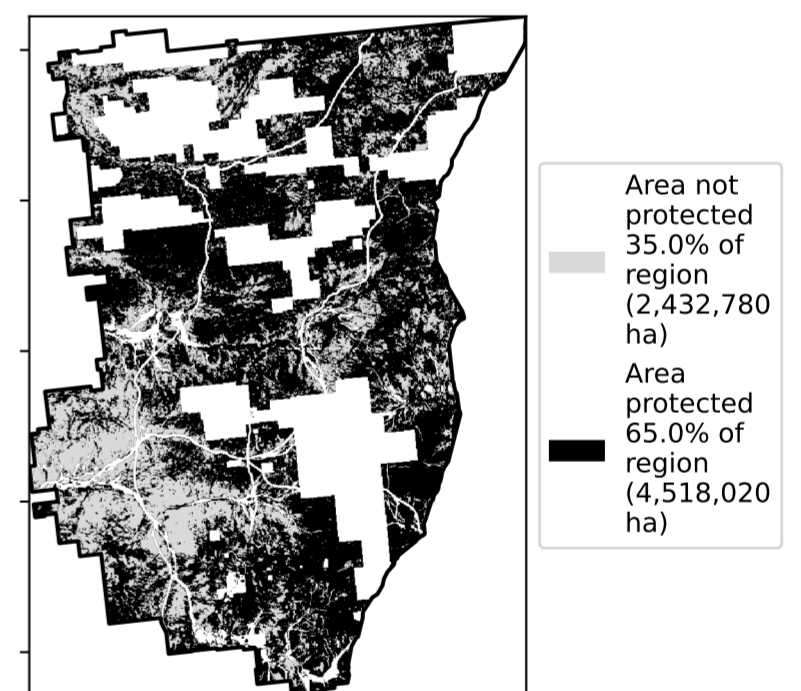 Area not
protected
35.0% of
region
(2,432,780
ha)
Area
protected
65.0% of
region
(4,518,020
ha)